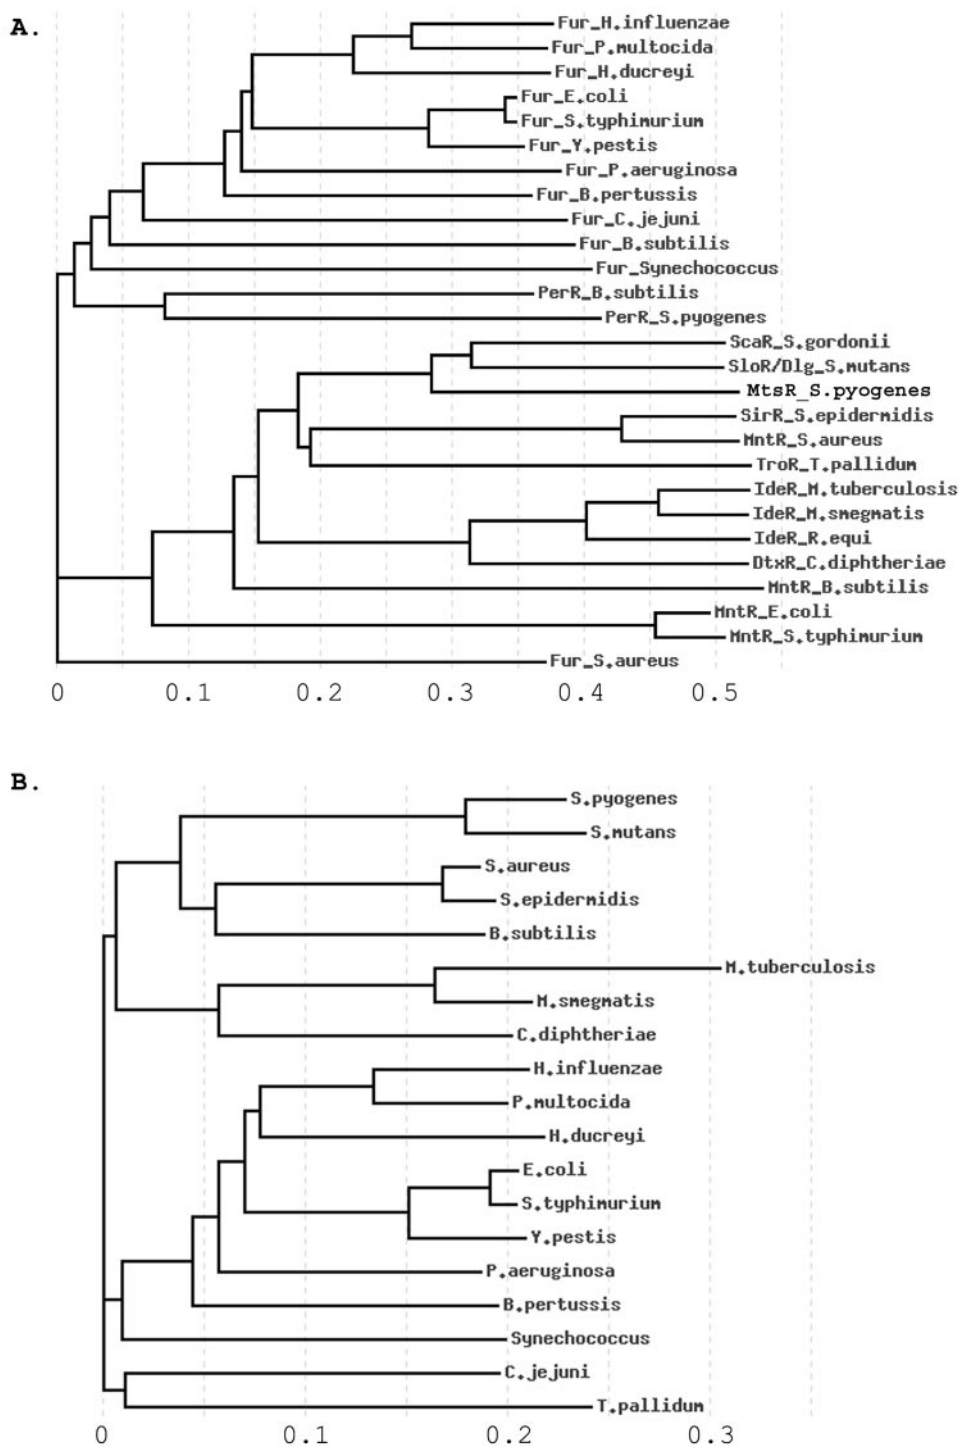 A.
Fur_H.influenzae
Fur_P.multocida
Fur_H.ducreyi
Fur_E.coli
Fur_S.typhimurium
Fur_Y.pestis
Fur_P.aeruginosa
Fur_B.pertussis
Fur_C.jejuni
Fur_B.subtilis
Fur_Synechococcus
PerR_B.subtilis
PerR_S.pyogenes
ScaR_S.gordonii
SloR/Dlg_S.mutans
MtsR_S.pyogenes
SirR_S.epidermidis
MntR_S.aureus
TroR_T.pallidum
IdeR_M.tuberculosis
IdeR_M.smegmatis
IdeR_R.equi
DtxR_C.diphtheriae
MntR_B.subtilis
MntR_E.coli
MntR_S.typhimurium
Fur_S.aureus
0 0.1 0.2 0.3 0.4 0.5
B.
S.pyogenes
S.mutans
S.aureus
S.epidermidis
B.subtilis
M.tuberculosis
M.smegmatis
C.diphtheriae
H.influenzae
P.multocida
H.ducreyi
E.coli
S.typhimurium
Y.pestis
P.aeruginosa
B.pertussis
Synechococcus
C.jejuni
T.pallidum
0 0.1 0.2 0.3